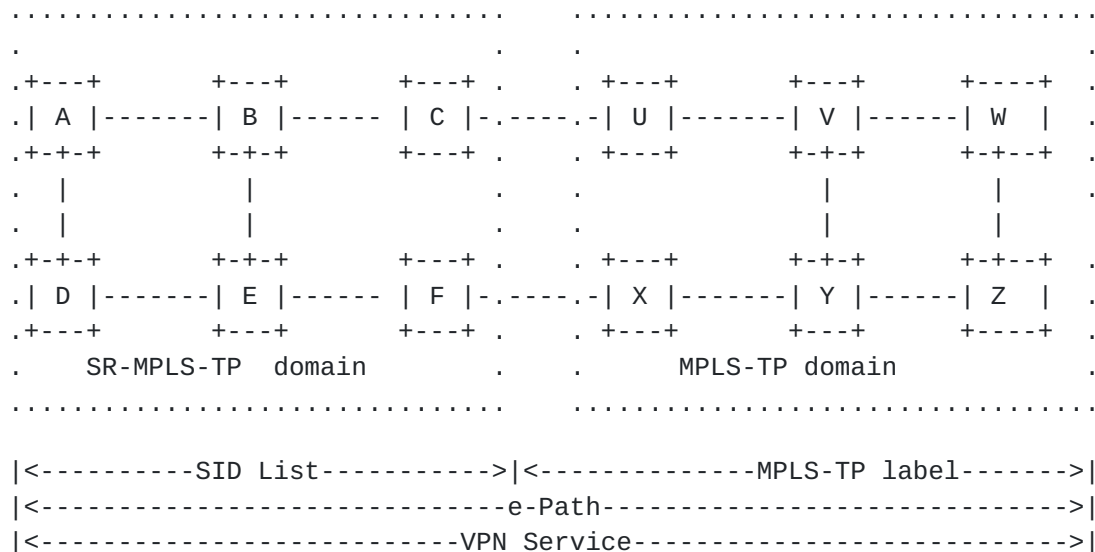 ................................ ..................................
. . . .
.+---+ +---+ +---+ . . +---+ +---+ +----+ .
.| A |-------| B |------ | C |-.----.-| U |-------| V |------| W | .
.+-+-+ +-+-+ +---+ . . +---+ +-+-+ +-+--+ .
. | | . . | | .
. | | . . | | .
.+-+-+ +-+-+ +---+ . . +---+ +-+-+ +-+--+ .
.| D |-------| E |------ | F |-.----.-| X |-------| Y |------| Z | .
.+---+ +---+ +---+ . . +---+ +---+ +----+ .
. SR-MPLS-TP domain . . MPLS-TP domain .
................................ ..................................
|<----------SID List----------->|<--------------MPLS-TP label------->|
|<------------------------------e-Path------------------------------>|
|<---------------------------VPN Service---------------------------->|